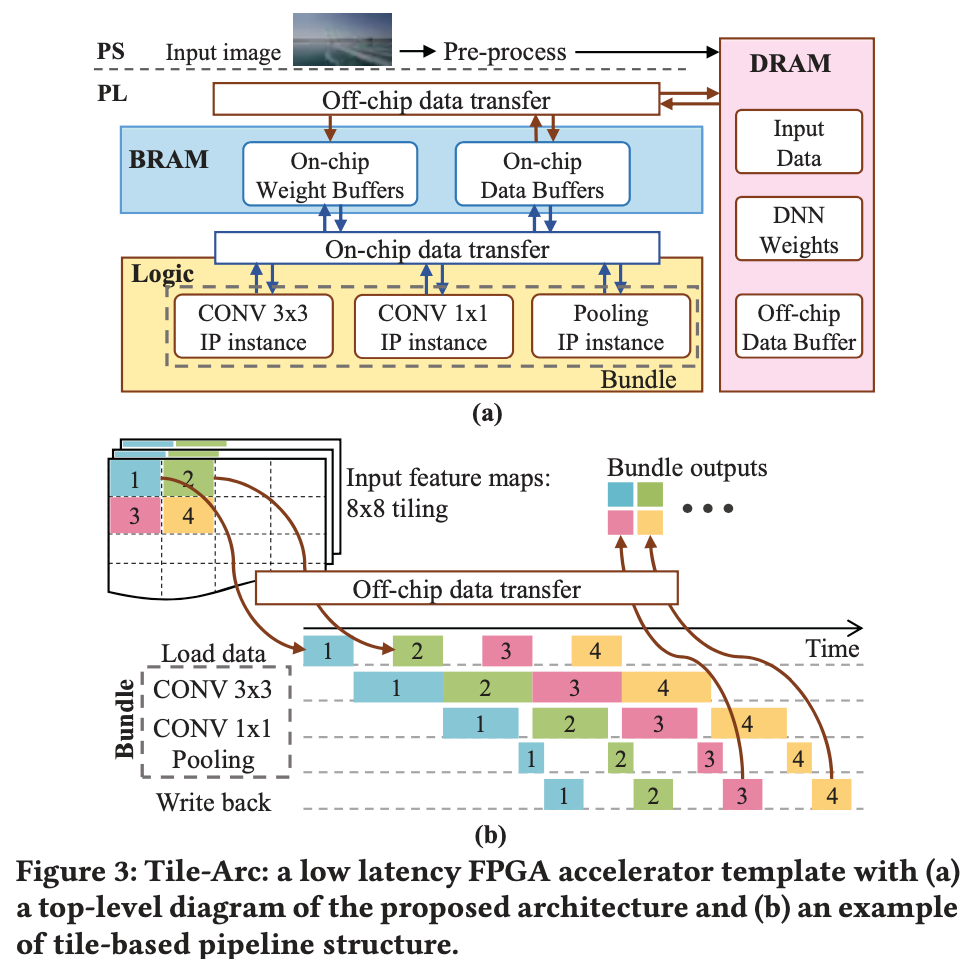 PS
Input image
Pre-process
DRAM
PL
Off-chip data transfer
Input
Data
BRAM
On-chip
Weight Buffers
On-chip
Data Buffers
DNN
Weights
On-chip data transfer
Logic
CONV 3x3
IP instance
CONV 1x1
IP instance
Pooling
IP instance
Off-chip
Data Buffer
Bundle
(a)
1
2
3
4
Input feature maps:
8x8 tiling
Bundle outputs
Off-chip data transfer
Time
Load data
1
2
3
4
Bundle
CONV 3x3
1
2
3
4
CONV 1x1
1
2
3
4
Pooling
1
2
3
4
Write back
1
2
3
4
(b)
Figure 3: Tile-Arc: a low latency FPGA accelerator template with (a)
a top-level diagram of the proposed architecture and (b) an example
of tile-based pipeline structure.